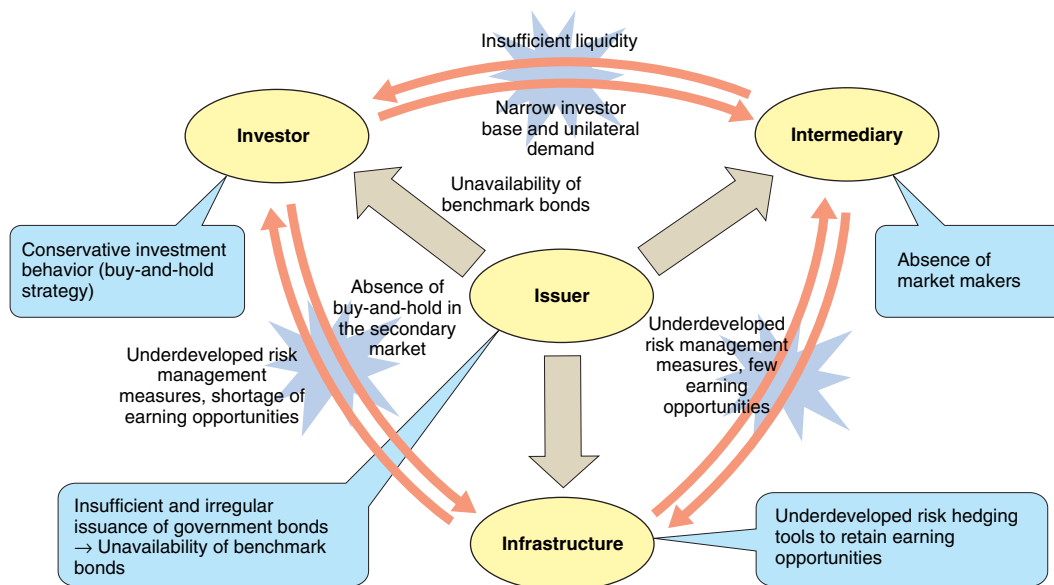 Insufficient liquidity
Investor
Narrow investor
base and unilateral
demand
Intermediary
Unavailability of
benchmark bonds
Conservative investment
behavior (buy-and-hold
strategy)
Absence of
market makers
Issuer
Absence of
buy-and-hold in
the secondary
market
Underdeveloped risk
management
measures, shortage of
earning opportunities
Underdeveloped
risk management
measures, few
earning
opportunities
Insufficient and irregular
issuance of government bonds
→ Unavailability of benchmark
bonds
Infrastructure
Underdeveloped risk hedging
tools to retain earning
opportunities